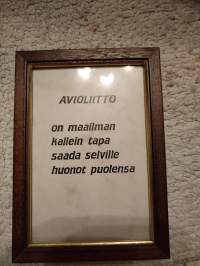 AVIOLIITTO
on maailman
kallein tapa
saada selville
huonot puolensa